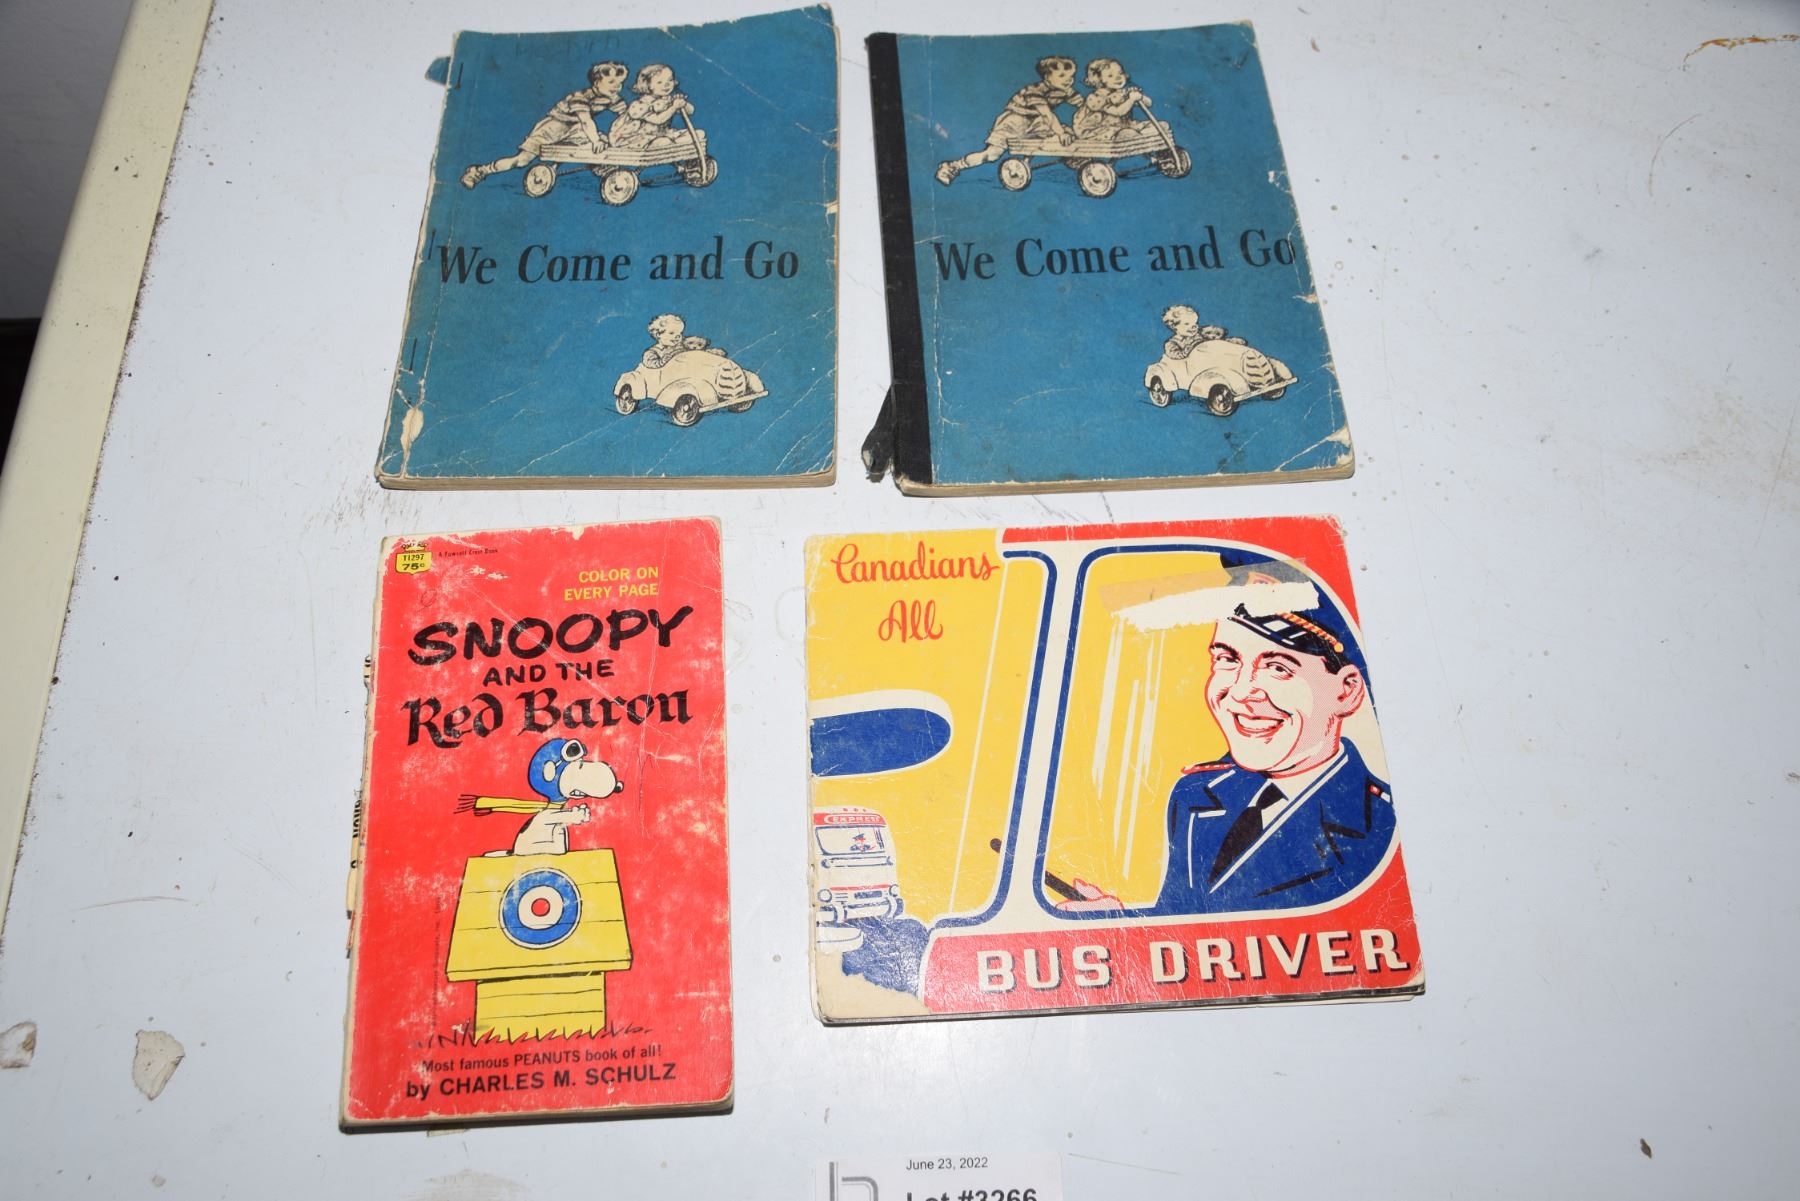 We Come and Go
We Come and Go
T1297
75¢
A Fawcett Crest Book
COLOR ON
EVERY PAGE
SNOOPY
AND THE
Red Baron
Most famous PEANUTS book of all!
by CHARLES M. SCHULZ
Canadians
All
EXPRESS
BUS DRIVER
June 23, 2022
Lot #3266